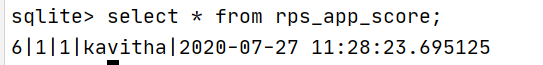 sqlite> select * from rps_app_score;
6|1|1|kavitha|2020-07-27 11:28:23.695125